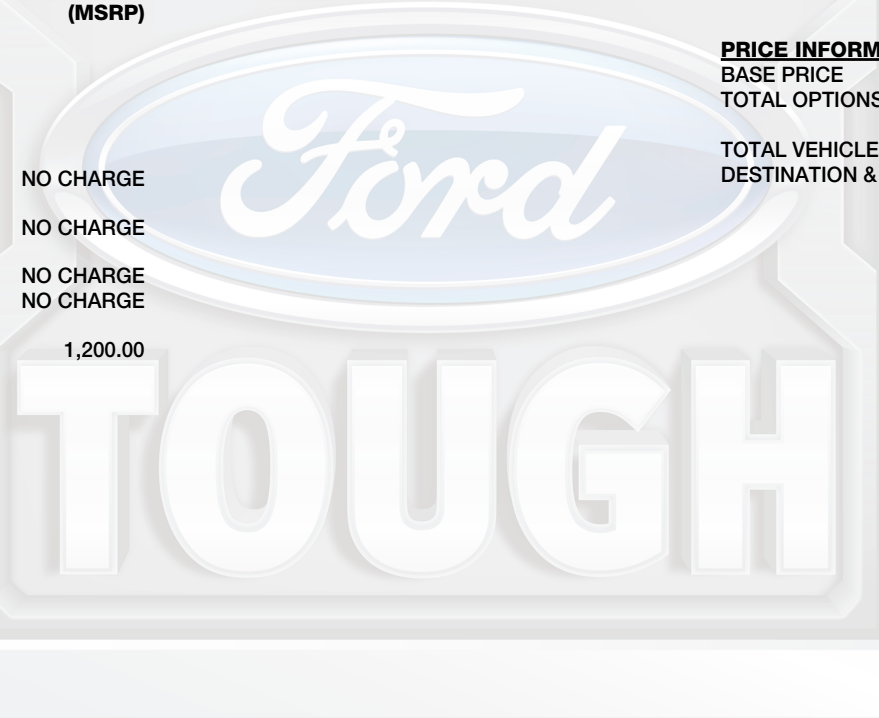 (MSRP)
NO CHARGE
NO CHARGE
NO CHARGE
NO CHARGE
1,200.00
PRICE INFORM
BASE PRICE
TOTAL OPTIONS
TOTAL VEHICLE
DESTINATION &
Ford
TOUGH